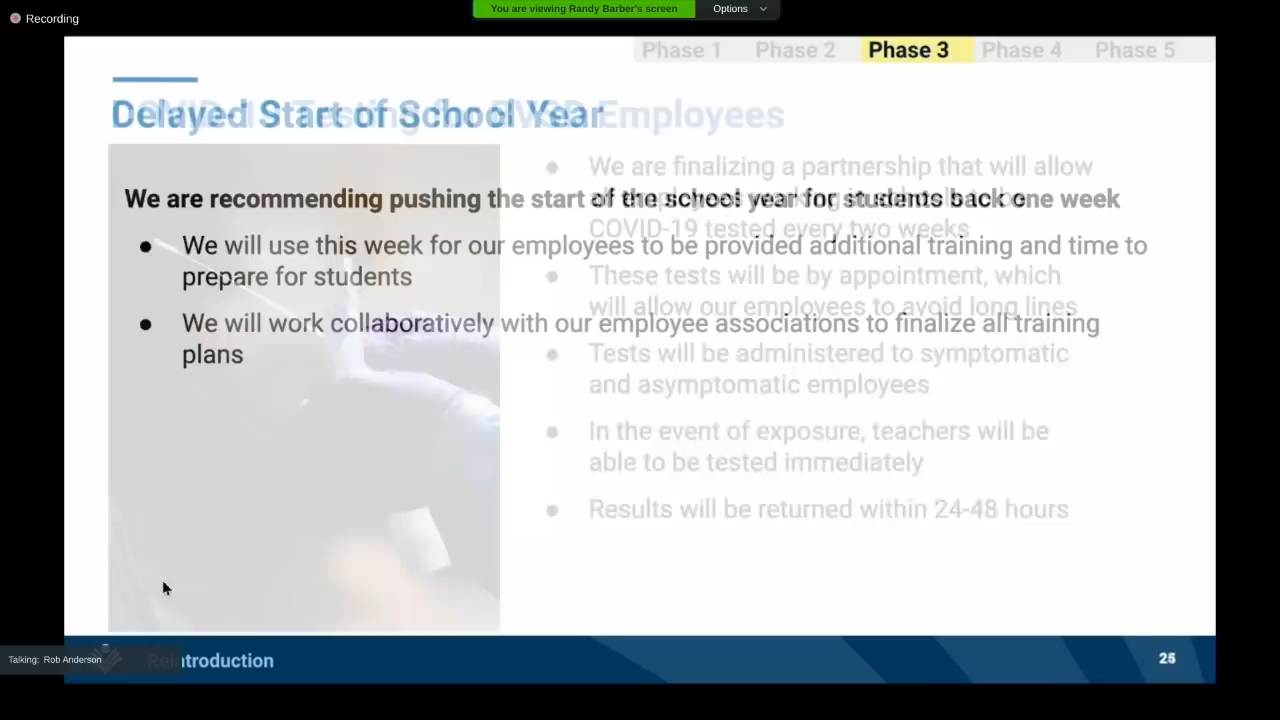 Recording
You are viewing Randy Barber's screen
Options
Phase 1 Phase 2 Phase 3 Phase 4 Phase 5
Delayed Start of School Year
COVID-19 Testing for BVSD Employees
We are recommending pushing the start of the school year for students back one week
● We will use this week for our employees to be provided additional training and time to
prepare for students
● We will work collaboratively with our employee associations to finalize all training
plans
● We are finalizing a partnership that will allow
COVID-19 tested every two weeks
● These tests will be by appointment, which
will allow our employees to avoid long lines
● Tests will be administered to symptomatic
and asymptomatic employees
● In the event of exposure, teachers will be
able to be tested immediately
● Results will be returned within 24-48 hours
Talking: Rob Anderson
Reintroduction